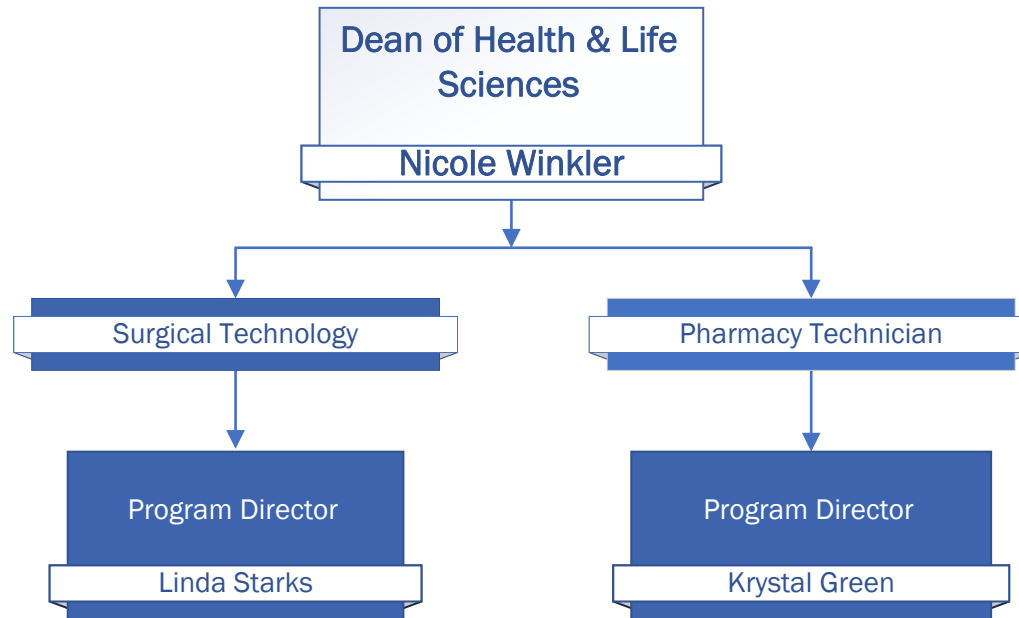 Dean of Health & Life
Sciences
Nicole Winkler
Surgical Technology
Pharmacy Technician
Program Director
Linda Starks
Program Director
Krystal Green